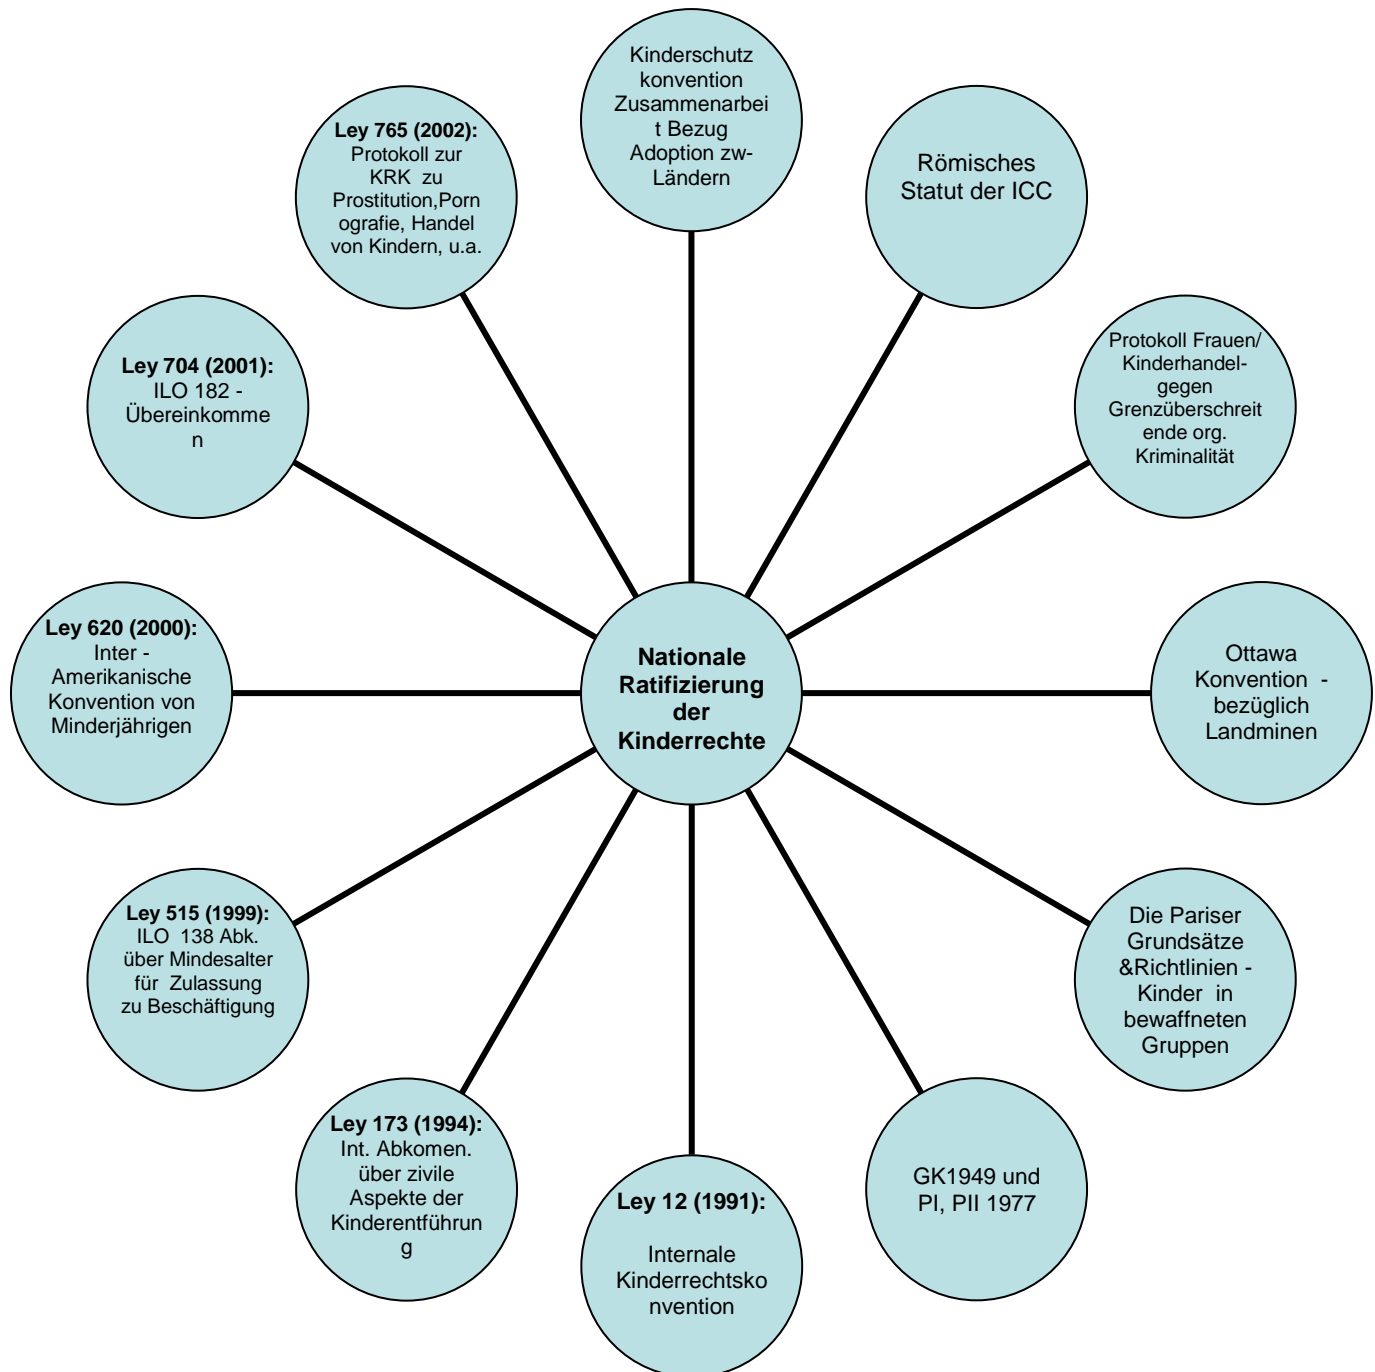 Kinderschutz
konvention
Zusammenarbei
t Bezug
Adoption zw-
Ländern
Römisches
Statut der ICC
Protokoll Frauen/
Kinderhandel-
gegen
Grenzüberschreit
ende org.
Kriminalität
Ottawa
Konvention -
bezüglich
Landminen
Die Pariser
Grundsätze
&Richtlinien -
Kinder in
bewaffneten
Gruppen
GK1949 und
PI, PII 1977
Ley 12 (1991):
Internale
Kinderrechtsko
nvention
Ley 173 (1994):
Int. Abkomen.
über zivile
Aspekte der
Kinderentführun
g
Ley 515 (1999):
ILO 138 Abk.
über Mindesalter
für Zulassung
zu Beschäftigung
Ley 620 (2000):
Inter -
Amerikanische
Konvention von
Minderjährigen
Ley 704 (2001):
ILO 182 -
Übereinkomme
n
Ley 765 (2002):
Protokoll zur
KRK zu
Prostitution,Porn
ografie, Handel
von Kindern, u.a.
Nationale
Ratifizierung
der
Kinderrechte